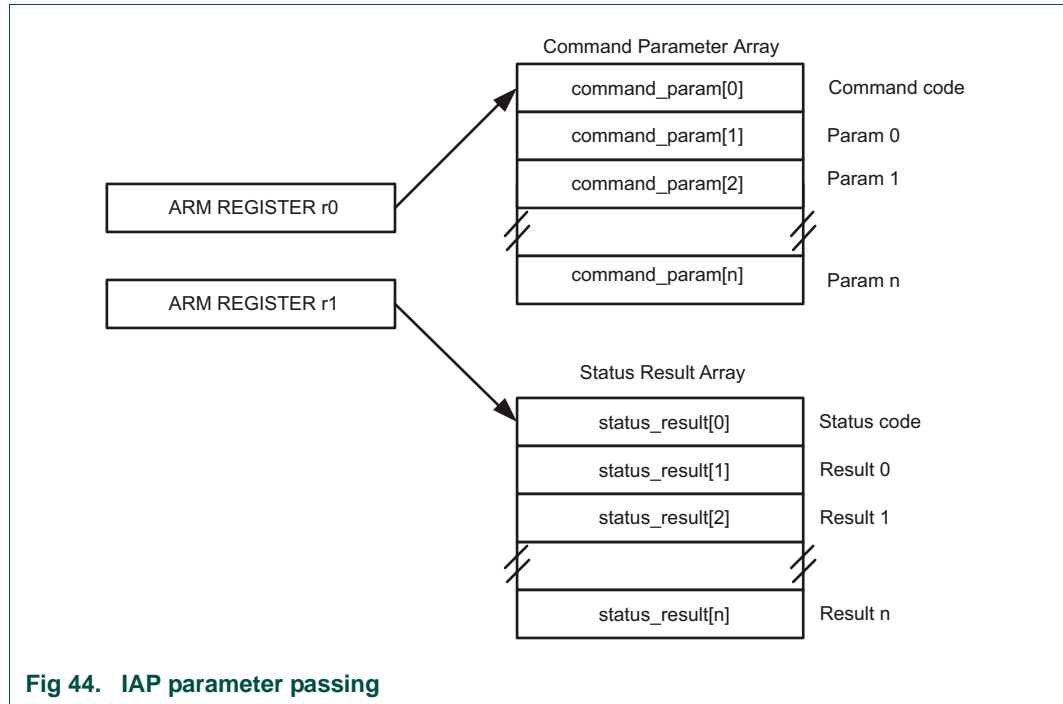 Command Parameter Array
command_param[0] Command code
command_param[1] Param 0
command_param[2] Param 1
ARM REGISTER r0
command_param[n] Param n
ARM REGISTER r1
Status Result Array
status_result[0] Status code
status_result[1] Result 0
status_result[2] Result 1
status_result[n] Result n
Fig 44. IAP parameter passing